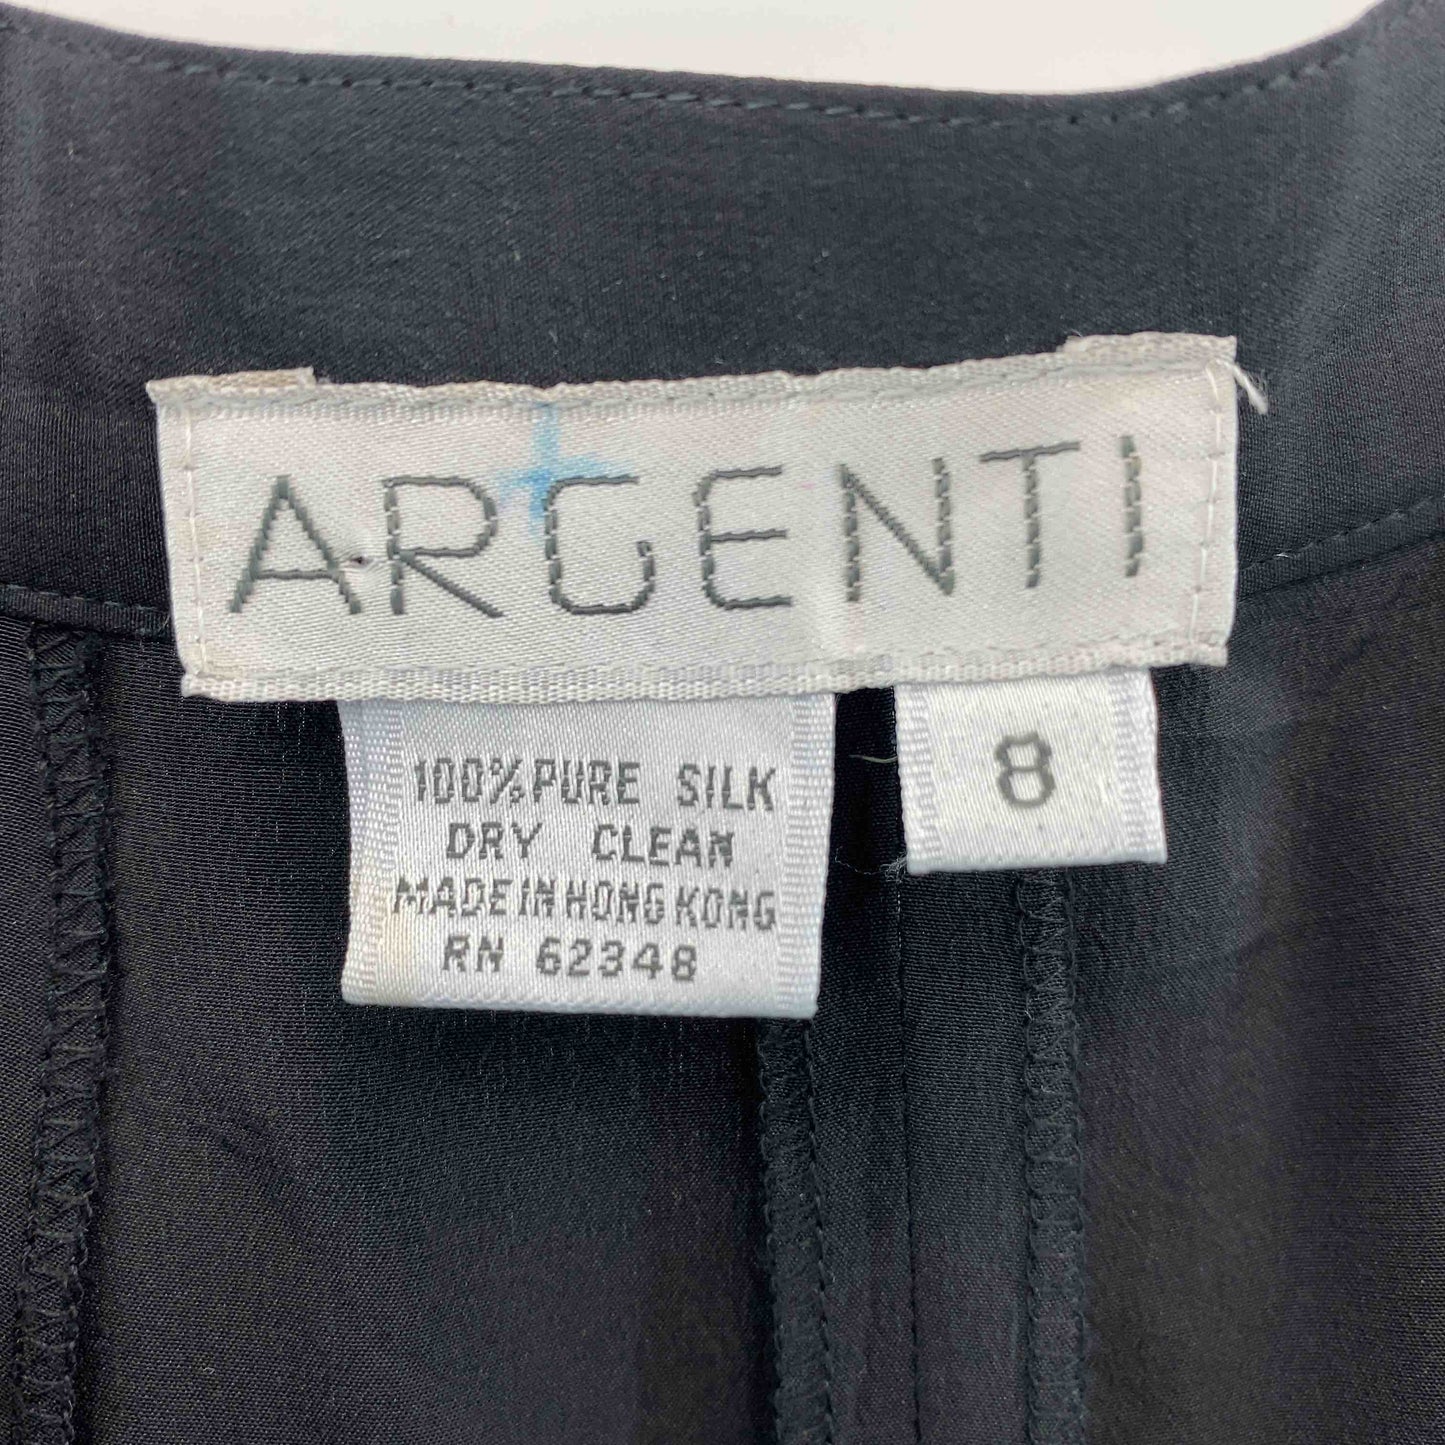 ARGENTI
100% PURE SILK
DRY CLEAN
MADE IN HONG KONG
RN 62348
8